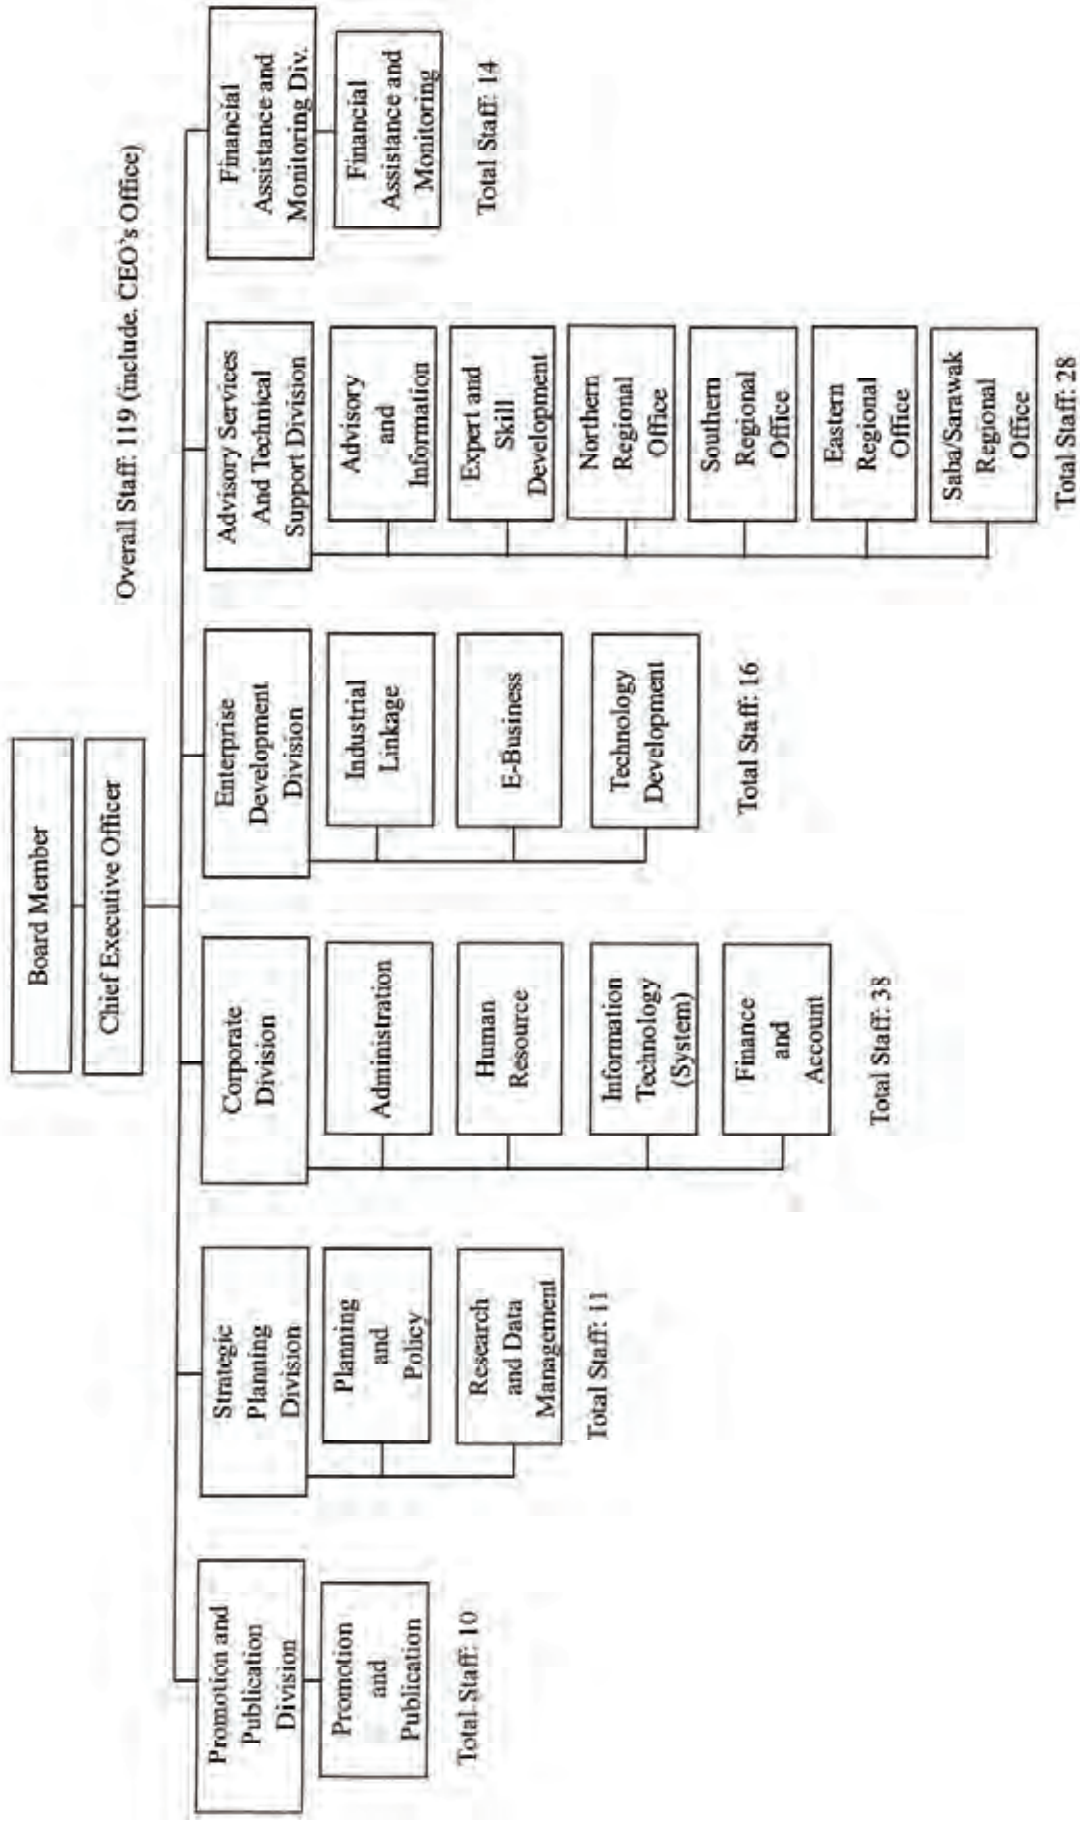 Board Member
Chief Executive Officer
Overall Staff: 119 (include. CEO's Office)
Promotion and
Publication
Division
Promotion
and
Publication
Total Staff: 10
Strategic
Planning
Division
Planning
and
Policy
Research
and Data
Management
Total Staff: 11
Corporate
Division
Administration
Human
Resource
Information
Technology
(System)
Finance
and
Account
Total Staff: 38
Enterprise
Development
Division
Industrial
Linkage
E-Business
Technology
Development
Total Staff: 16
Advisory Services
And Technical
Support Division
Advisory
and
Information
Expert and
Skill
Development
Northern
Regional
Office
Southern
Regional
Office
Eastern
Regional
Office
Saba/Sarawak
Regional
Office
Total Staff: 28
Financial
Assistance and
Monitoring Div.
Financial
Assistance and
Monitoring
Total Staff: 14